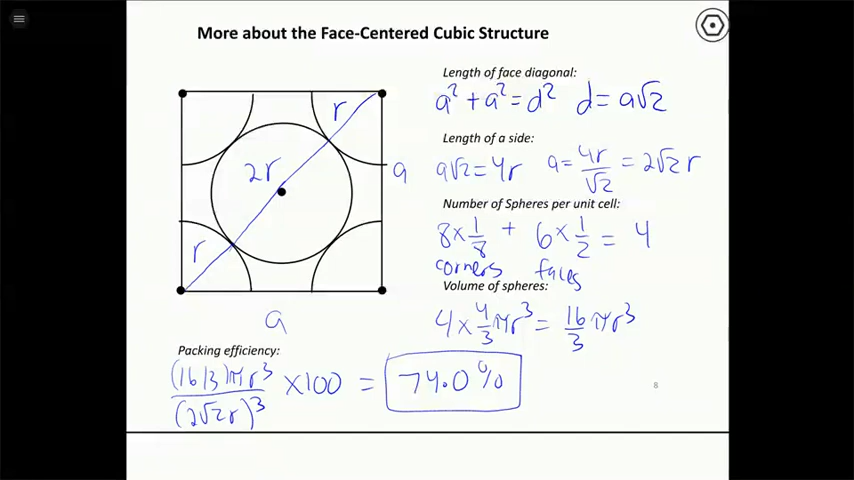 More about the Face-Centered Cubic Structure
r
2r
r
a
a
Length of face diagonal:
a² + a² = d² d = a√2
Length of a side:
a√2 = 4r a = 4r/√2 = 2√2 r
Number of Spheres per unit cell:
8 × 1/8 + 6 × 1/2 = 4
corners faces
Volume of spheres:
4 × 4/3 πr³ = 16/3 πr³
Packing efficiency:
(16/3)πr³/(2√2r)³ × 100 = 74.0%
8